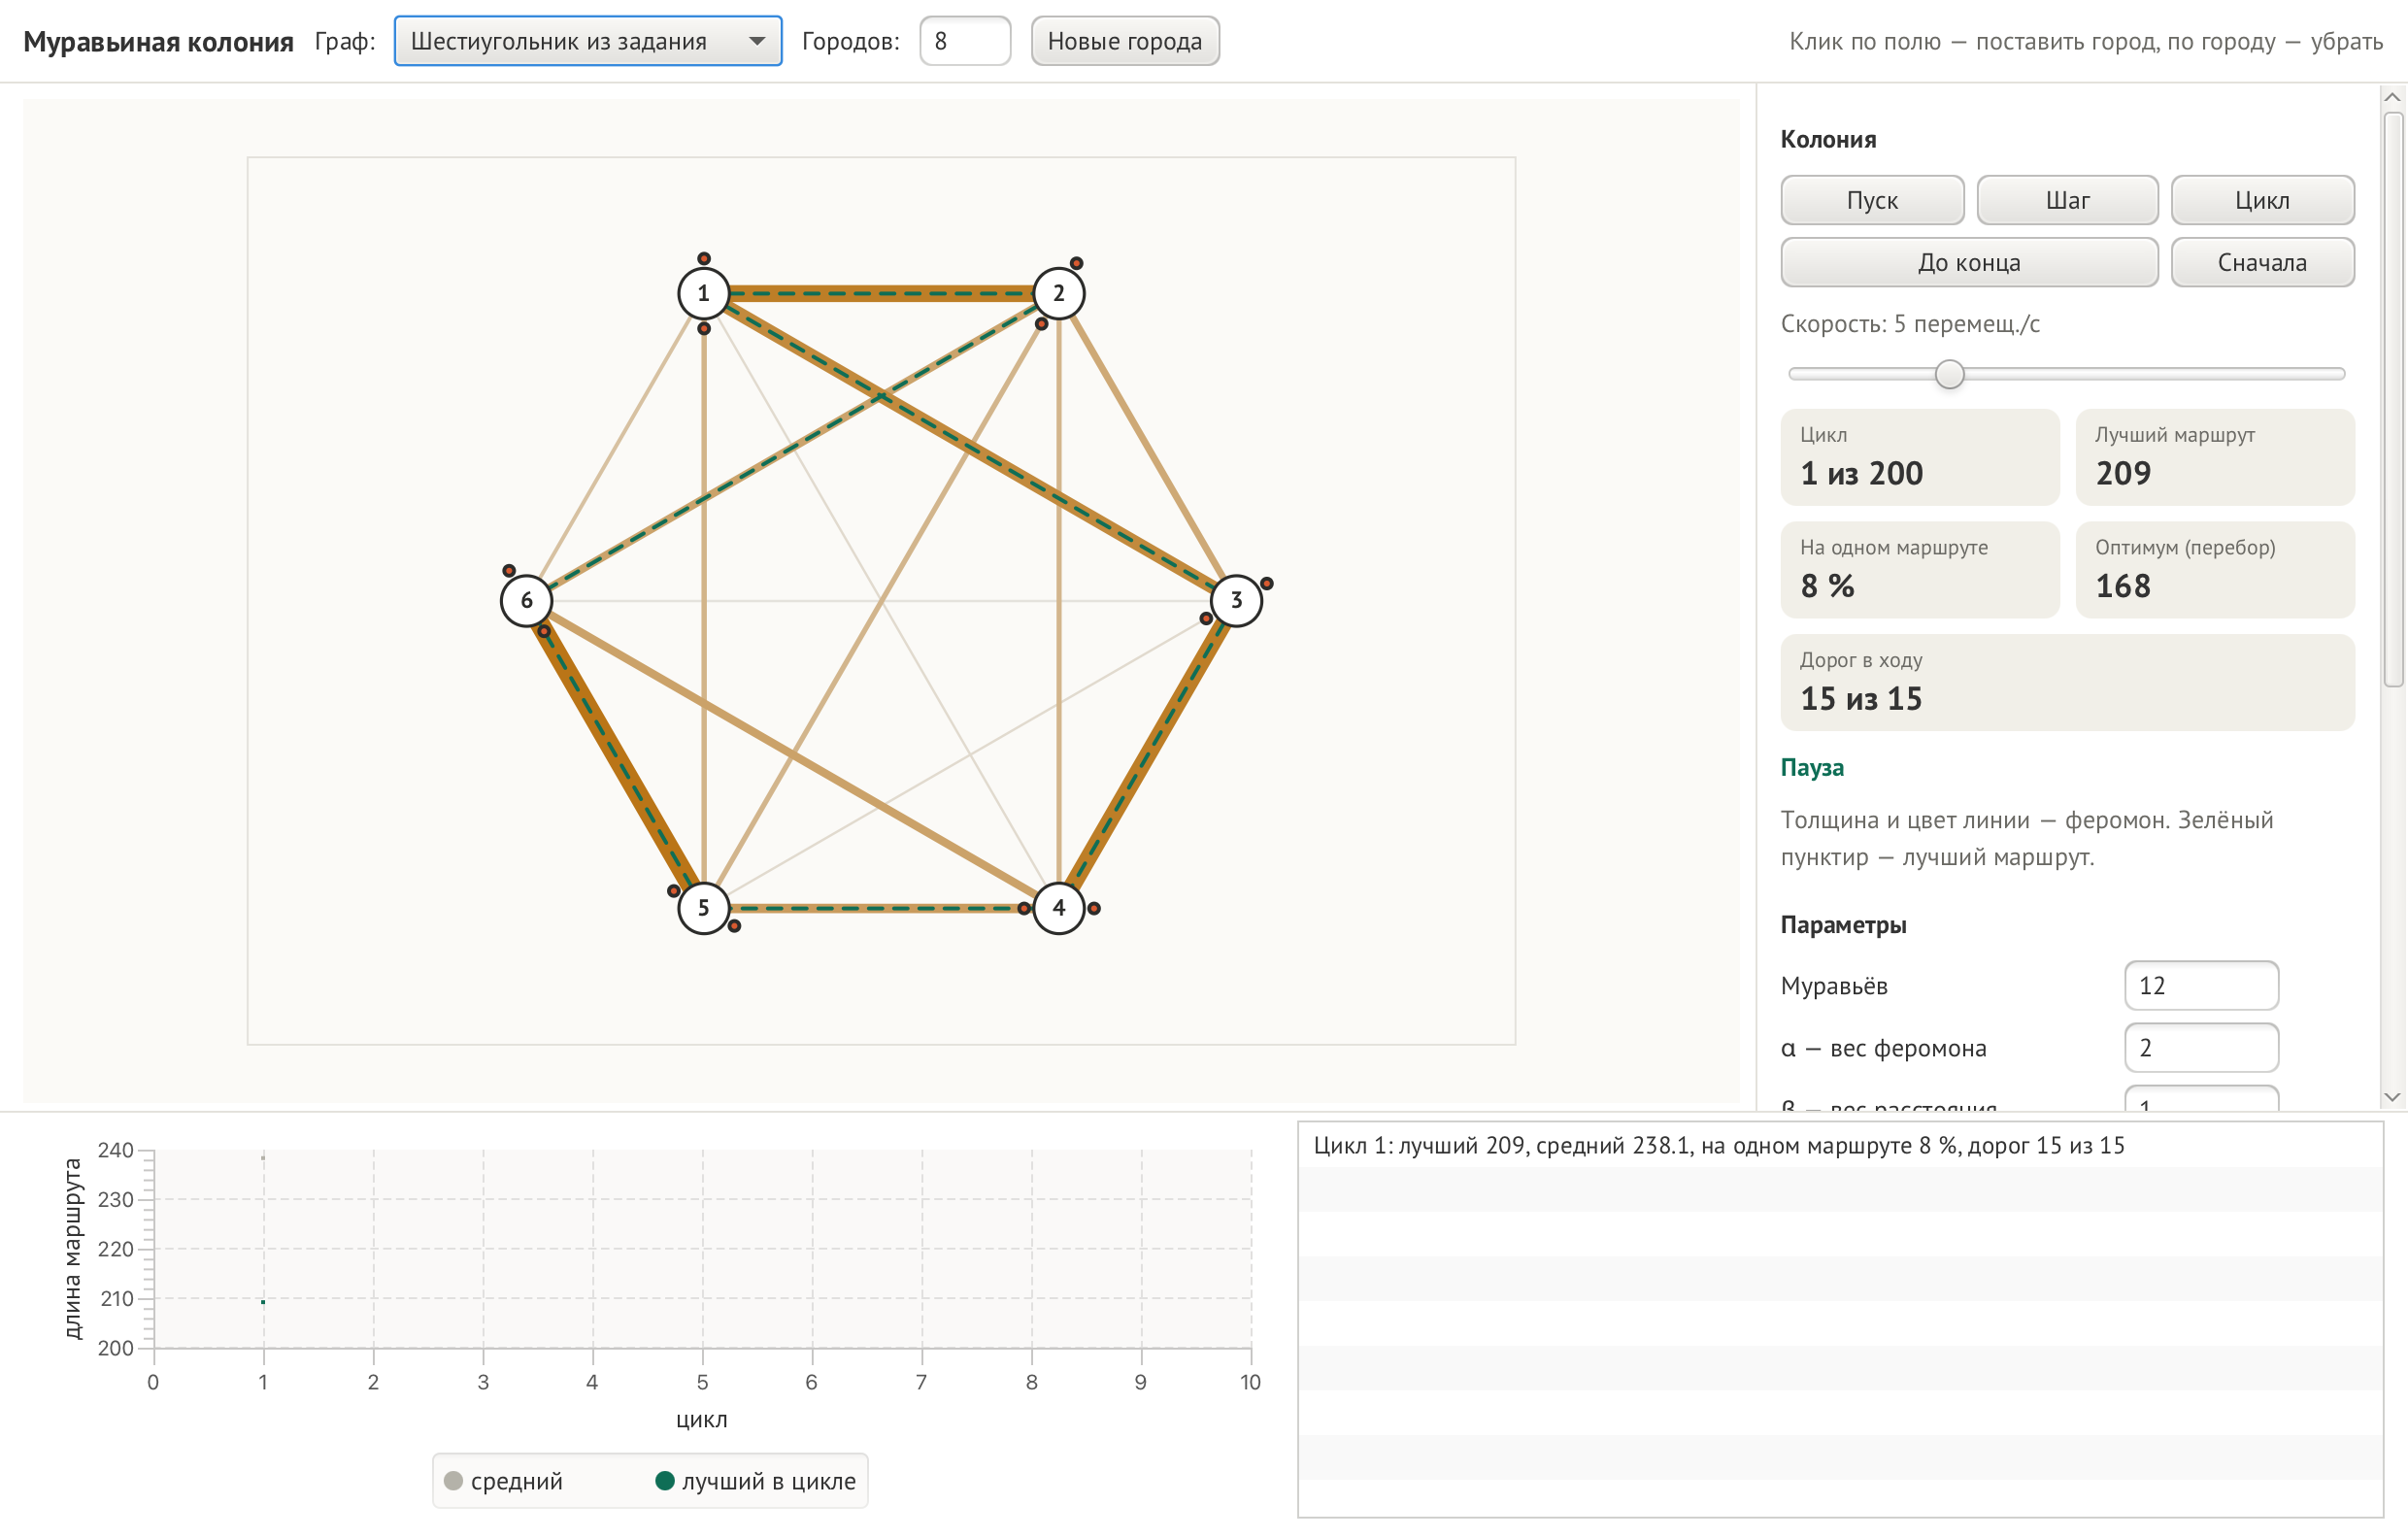 Муравьиная колония
Граф:
Шестиугольник из задания
Городов:
8
Новые города
Клик по полю — поставить город, по городу — убрать
1
2
6
3
5
4
Колония
Пуск
Шаг
Цикл
До конца
Сначала
Скорость: 5 перемещ./с
Цикл
1 из 200
Лучший маршрут
209
На одном маршруте
8 %
Оптимум (перебор)
168
Дорог в ходу
15 из 15
Пауза
Толщина и цвет линии — феромон. Зелёный
пунктир — лучший маршрут.
Параметры
Муравьёв
12
α — вес феромона
2
β — вес расстояния
1
длина маршрута
240
230
220
210
200
0
1
2
3
4
5
6
7
8
9
10
цикл
средний
лучший в цикле
Цикл 1: лучший 209, средний 238.1, на одном маршруте 8 %, дорог 15 из 15